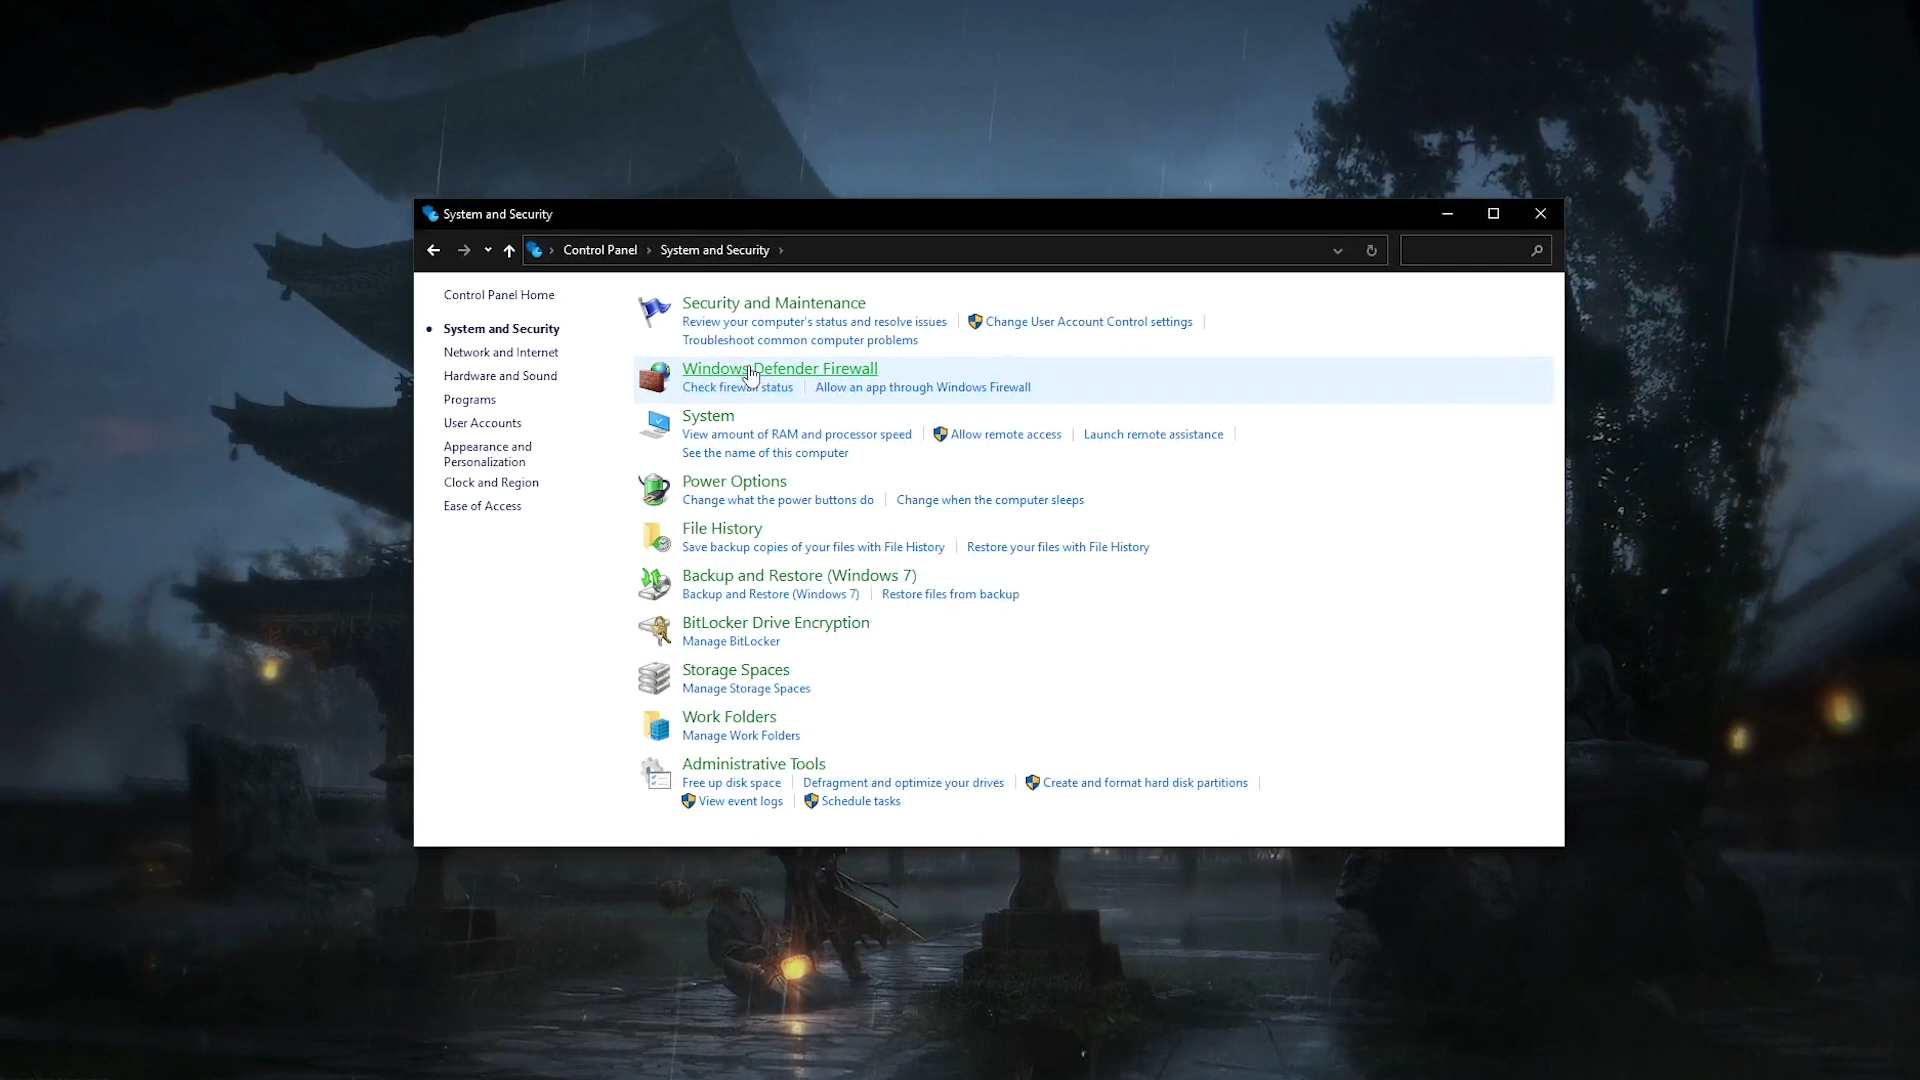 System and Security
Control Panel > System and Security >
Control Panel Home
System and Security
Network and Internet
Hardware and Sound
Programs
User Accounts
Appearance and
Personalization
Clock and Region
Ease of Access
Security and Maintenance
Review your computer's status and resolve issues | Change User Account Control settings |
Troubleshoot common computer problems
Windows Defender Firewall
Check firewall status | Allow an app through Windows Firewall
System
View amount of RAM and processor speed | Allow remote access | Launch remote assistance |
See the name of this computer
Power Options
Change what the power buttons do | Change when the computer sleeps
File History
Save backup copies of your files with File History | Restore your files with File History
Backup and Restore (Windows 7)
Backup and Restore (Windows 7) | Restore files from backup
BitLocker Drive Encryption
Manage BitLocker
Storage Spaces
Manage Storage Spaces
Work Folders
Manage Work Folders
Administrative Tools
Free up disk space | Defragment and optimize your drives | Create and format hard disk partitions |
View event logs | Schedule tasks